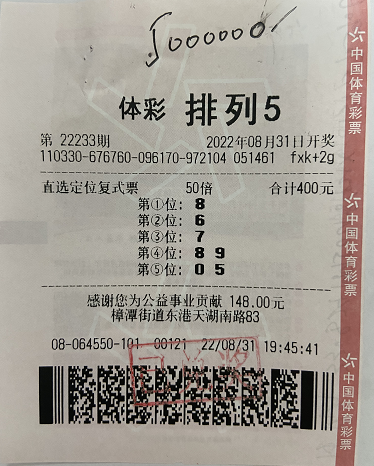 5000000/
体彩 排列5
第 22233期 2022年08月31日开奖
110330-676760-096170-972104 051461 fxk+2g
直选定位复式票 50倍 合计400元
第①位: 8
第②位: 6
第③位: 7
第④位: 8 9
第⑤位: 0 5
感谢您为公益事业贡献 148.00元
樟潭街道东港天湖南路83
08-064550-101 00121 22/08/31 19:45:41
已兑奖
中国体育彩票
中国体育彩票
中国体育彩票